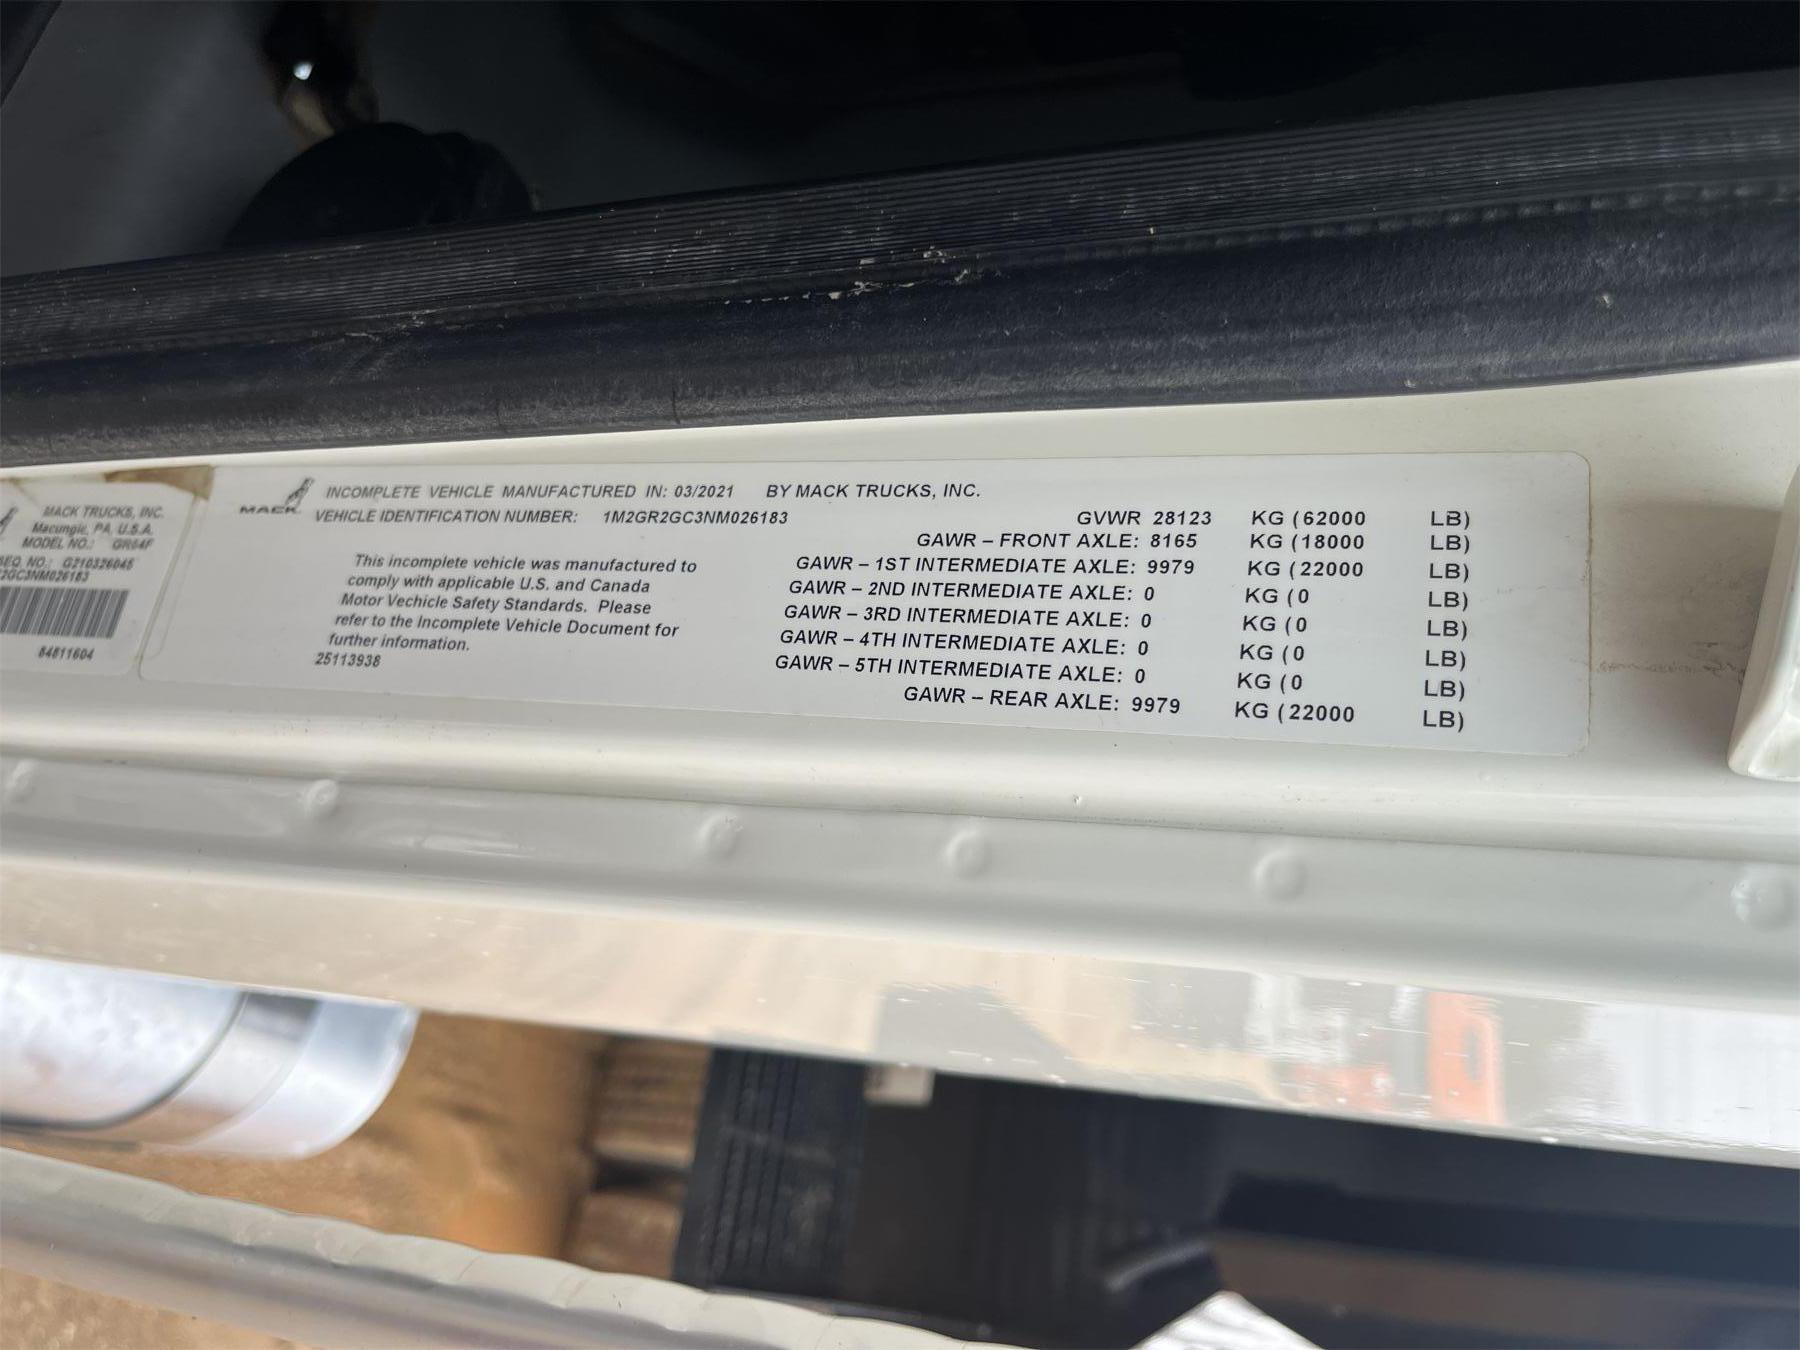 MACK TRUCKS, INC.
Macungie, PA, U.S.A.
MODEL NO.: GR64F
SEQ. NO.: G210326045
2GC3NM026183
84811604
MACK
INCOMPLETE VEHICLE MANUFACTURED IN: 03/2021 BY MACK TRUCKS, INC.
VEHICLE IDENTIFICATION NUMBER: 1M2GR2GC3NM026183
This incomplete vehicle was manufactured to
comply with applicable U.S. and Canada
Motor Vechicle Safety Standards. Please
refer to the Incomplete Vehicle Document for
further information.
25113938
GVWR 28123 KG (62000 LB)
GAWR – FRONT AXLE: 8165 KG (18000 LB)
GAWR – 1ST INTERMEDIATE AXLE: 9979 KG (22000 LB)
GAWR – 2ND INTERMEDIATE AXLE: 0 KG (0 LB)
GAWR – 3RD INTERMEDIATE AXLE: 0 KG (0 LB)
GAWR – 4TH INTERMEDIATE AXLE: 0 KG (0 LB)
GAWR – 5TH INTERMEDIATE AXLE: 0 KG (0 LB)
GAWR – REAR AXLE: 9979 KG (22000 LB)